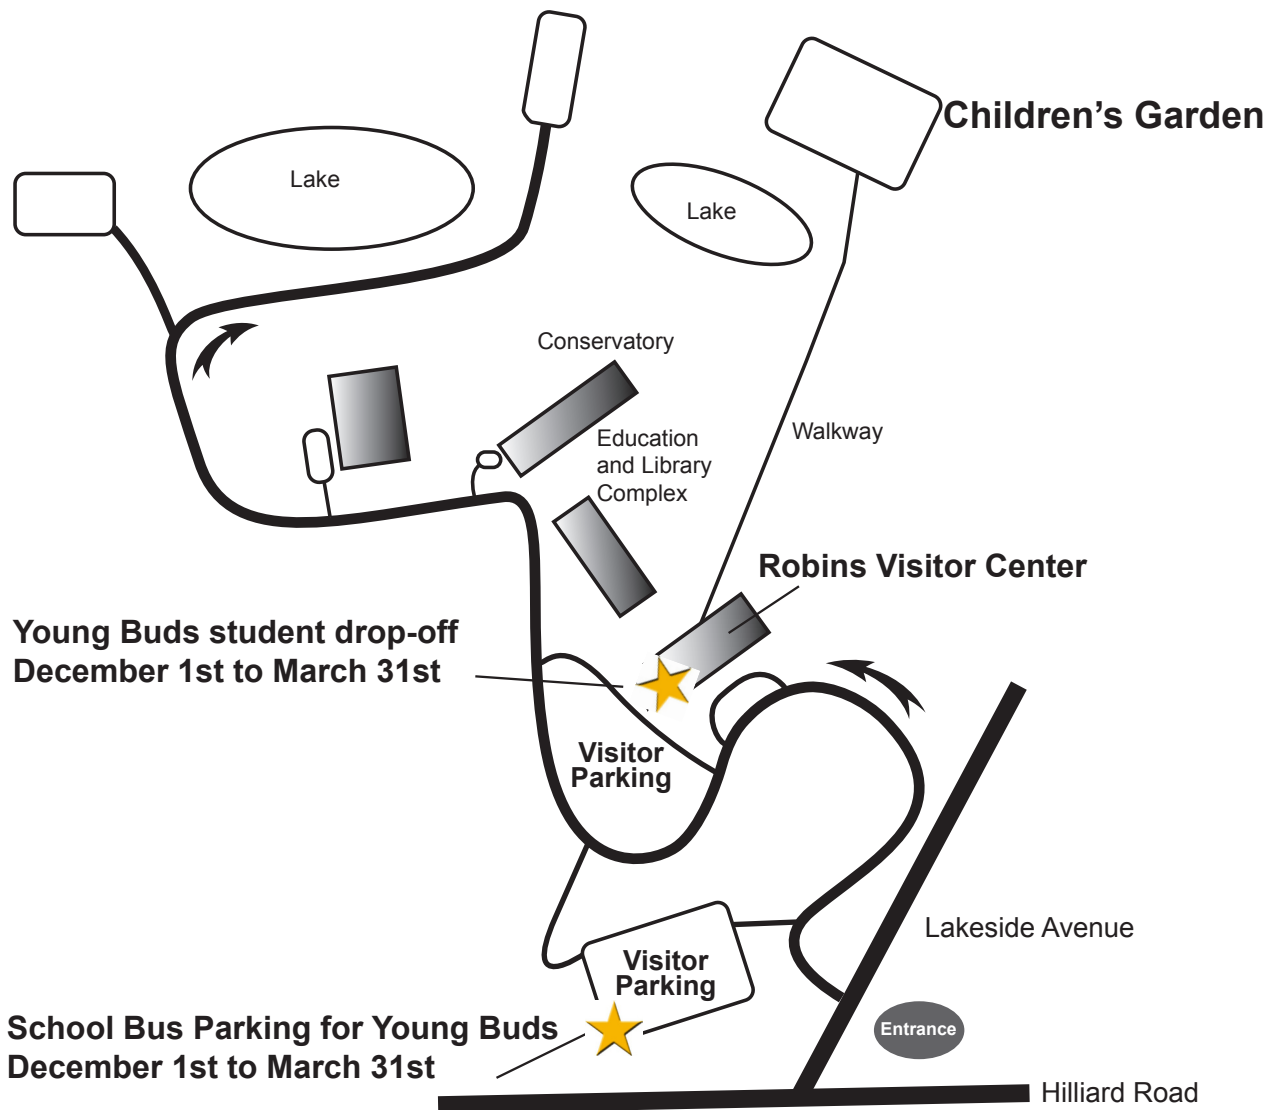 Children's Garden
Lake
Lake
Conservatory
Education
and Library
Complex
Walkway
Robins Visitor Center
Young Buds student drop-off
December 1st to March 31st
Visitor
Parking
Lakeside Avenue
Visitor
Parking
School Bus Parking for Young Buds
December 1st to March 31st
Entrance
Hilliard Road